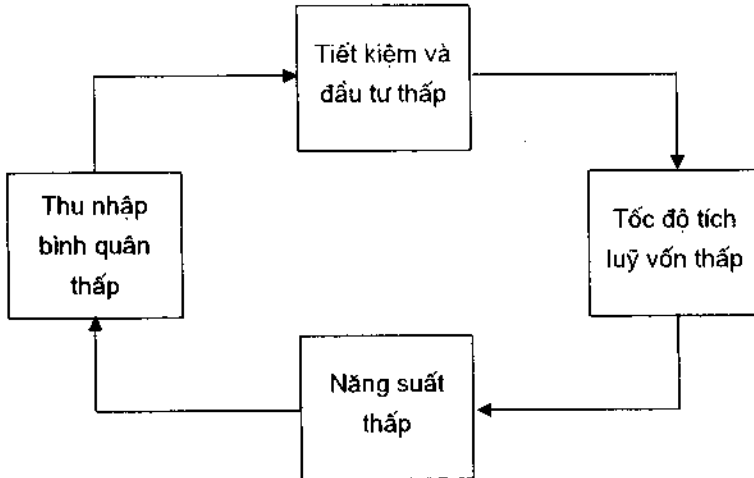 Tiết kiệm và
đầu tư thấp
Thu nhập
bình quân
thấp
Tốc độ tích
luỹ vốn thấp
Năng suất
thấp